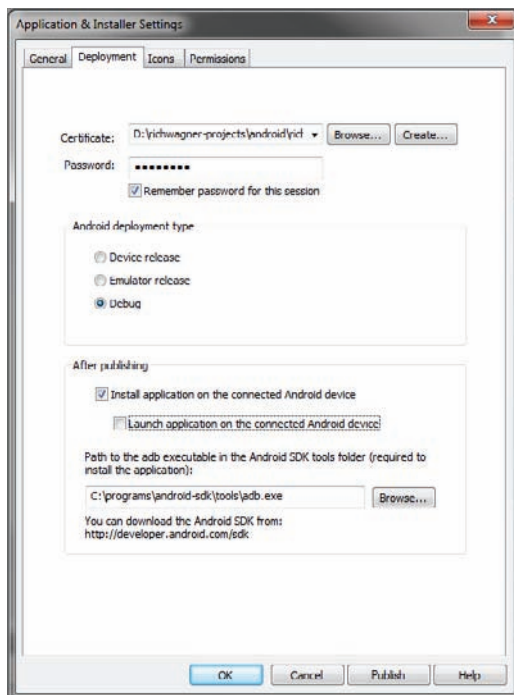 Application & Installer Settings
General Deployment Icons Permissions
Certificate: D:\richwagner-projects\android\rich Browse... Create...
Password: ••••••••
Remember password for this session
Android deployment type
Device release
Emulator release
Debug
After publishing
Install application on the connected Android device
Launch application on the connected Android device
Path to the adb executable in the Android SDK tools folder (required to
install the application):
C:\programs\android-sdk\tools\adb.exe Browse...
You can download the Android SDK from:
http://developer.android.com/sdk
OK Cancel Publish Help